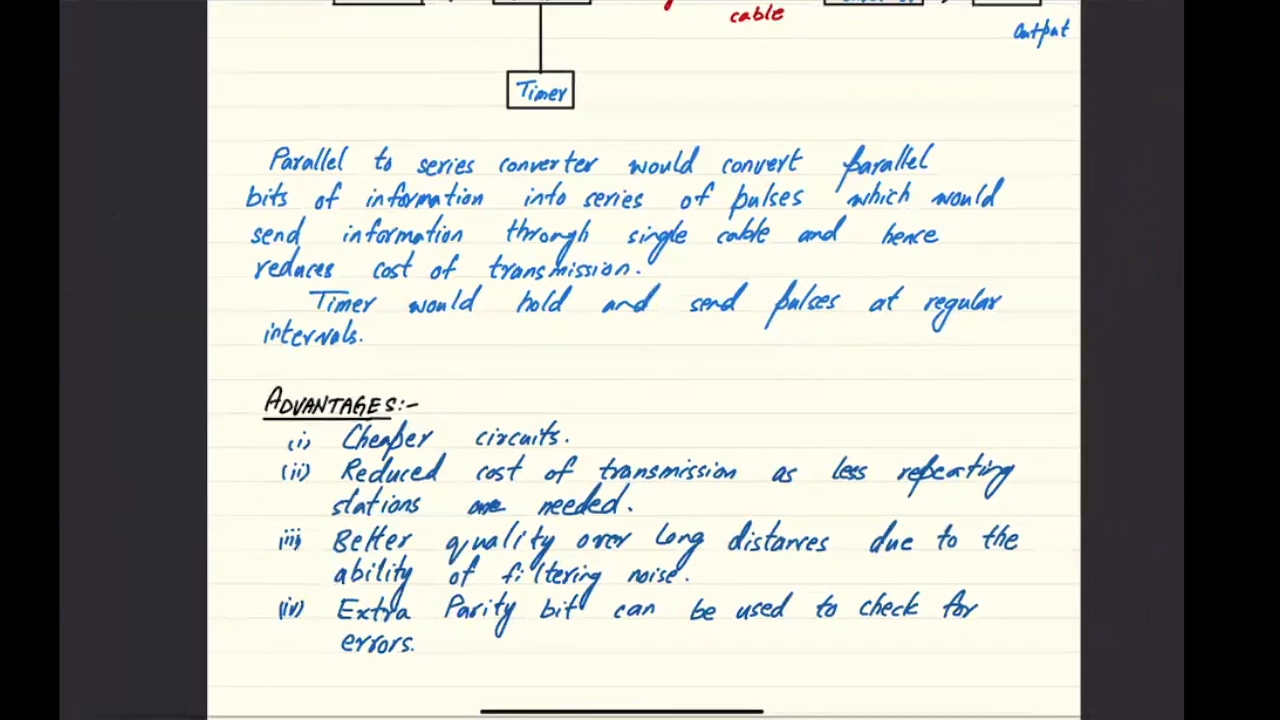 cable
Output
Timer
Parallel to series converter would convert parallel
bits of information into series of pulses which would
send information through single cable and hence
reduces cost of transmission.
Timer would hold and send pulses at regular
intervals.
ADVANTAGES:-
(i) Cheaper circuits.
(ii) Reduced cost of transmission as less repeating
stations are needed.
(iii) Better quality over long distances due to the
ability of filtering noise.
(iv) Extra Parity bit can be used to check for
errors.